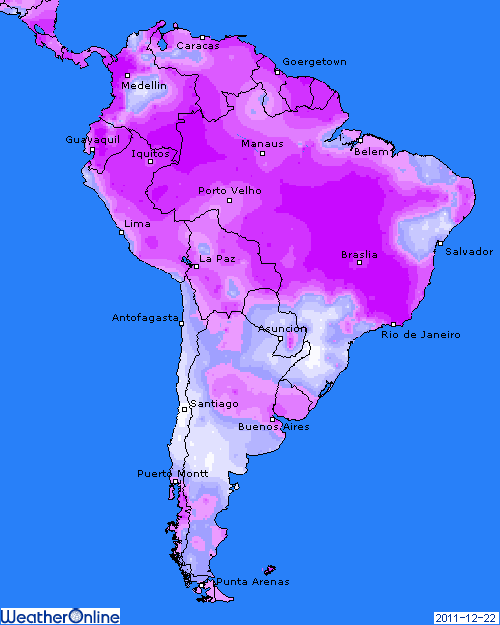 Caracas
Goergetown
Medellin
Guayaquil
Iquitos
Manaus
Belem
Porto Velho
Lima
Salvador
La Paz
Braslia
Antofagasta
Asuncion
Rio de Janeiro
Santiago
Buenos Aires
Puerto Montt
Punta Arenas
WeatherOnline
2011-12-22